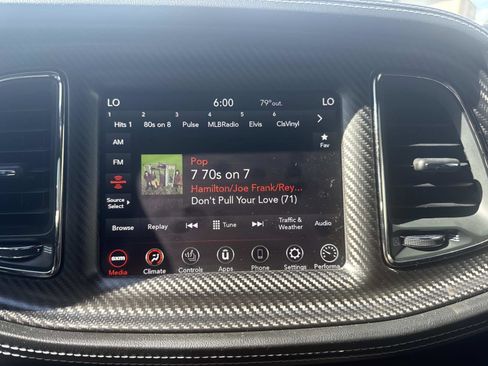 LO 6:00 79°out. LO
1 2 3 4 5 6
Hits 1 80s on 8 Pulse MLBRadio Elvis ClsVinyl
AM
FM
Source
Select
Pop
7 70s on 7
Hamilton/Joe Frank/Rey...
Don't Pull Your Love (71)
Fav
Browse Replay Tune Traffic &
Weather Audio
sxm
Media Climate Controls Apps Phone Settings Performa